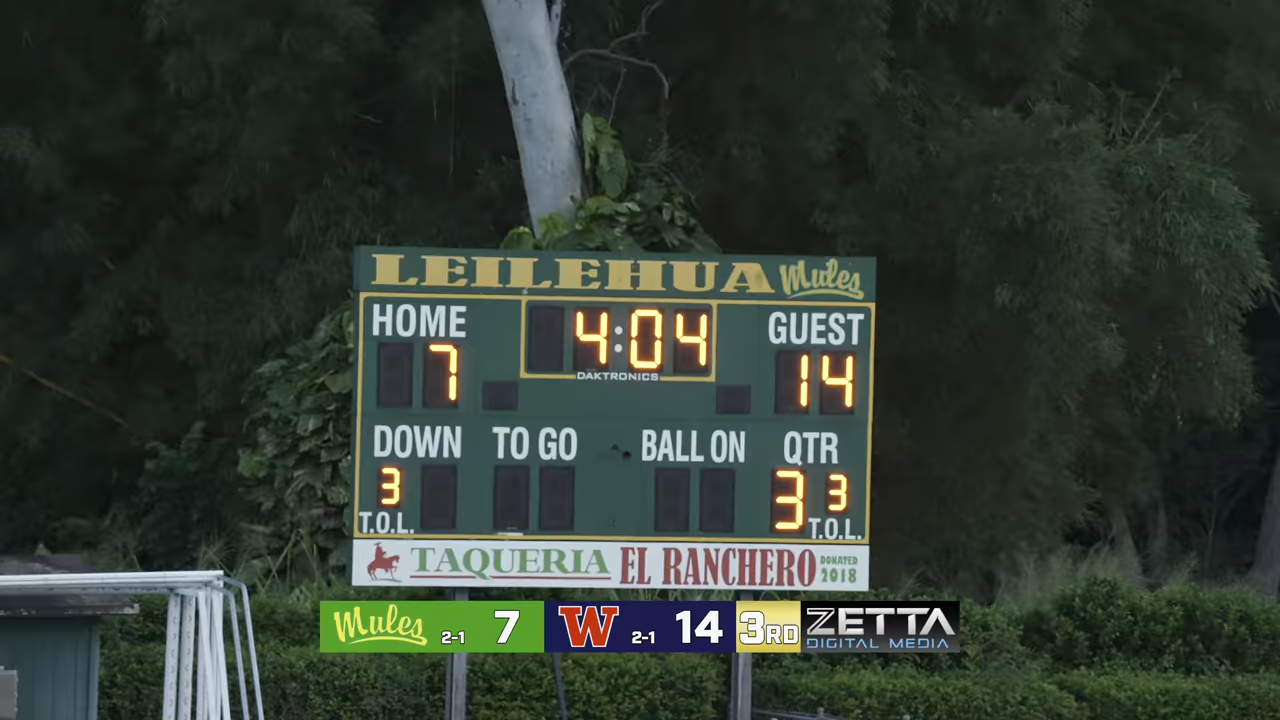 LEILEHUA Mules
HOME 4:04 GUEST
7 14
DAKTRONICS
DOWN TO GO BALL ON QTR
3 3 3
T.O.L. T.O.L.
TAQUERIA EL RANCHERO DONATED 2018
Mules 2-1 7 W 2-1 14 3RD ZETTA DIGITAL MEDIA